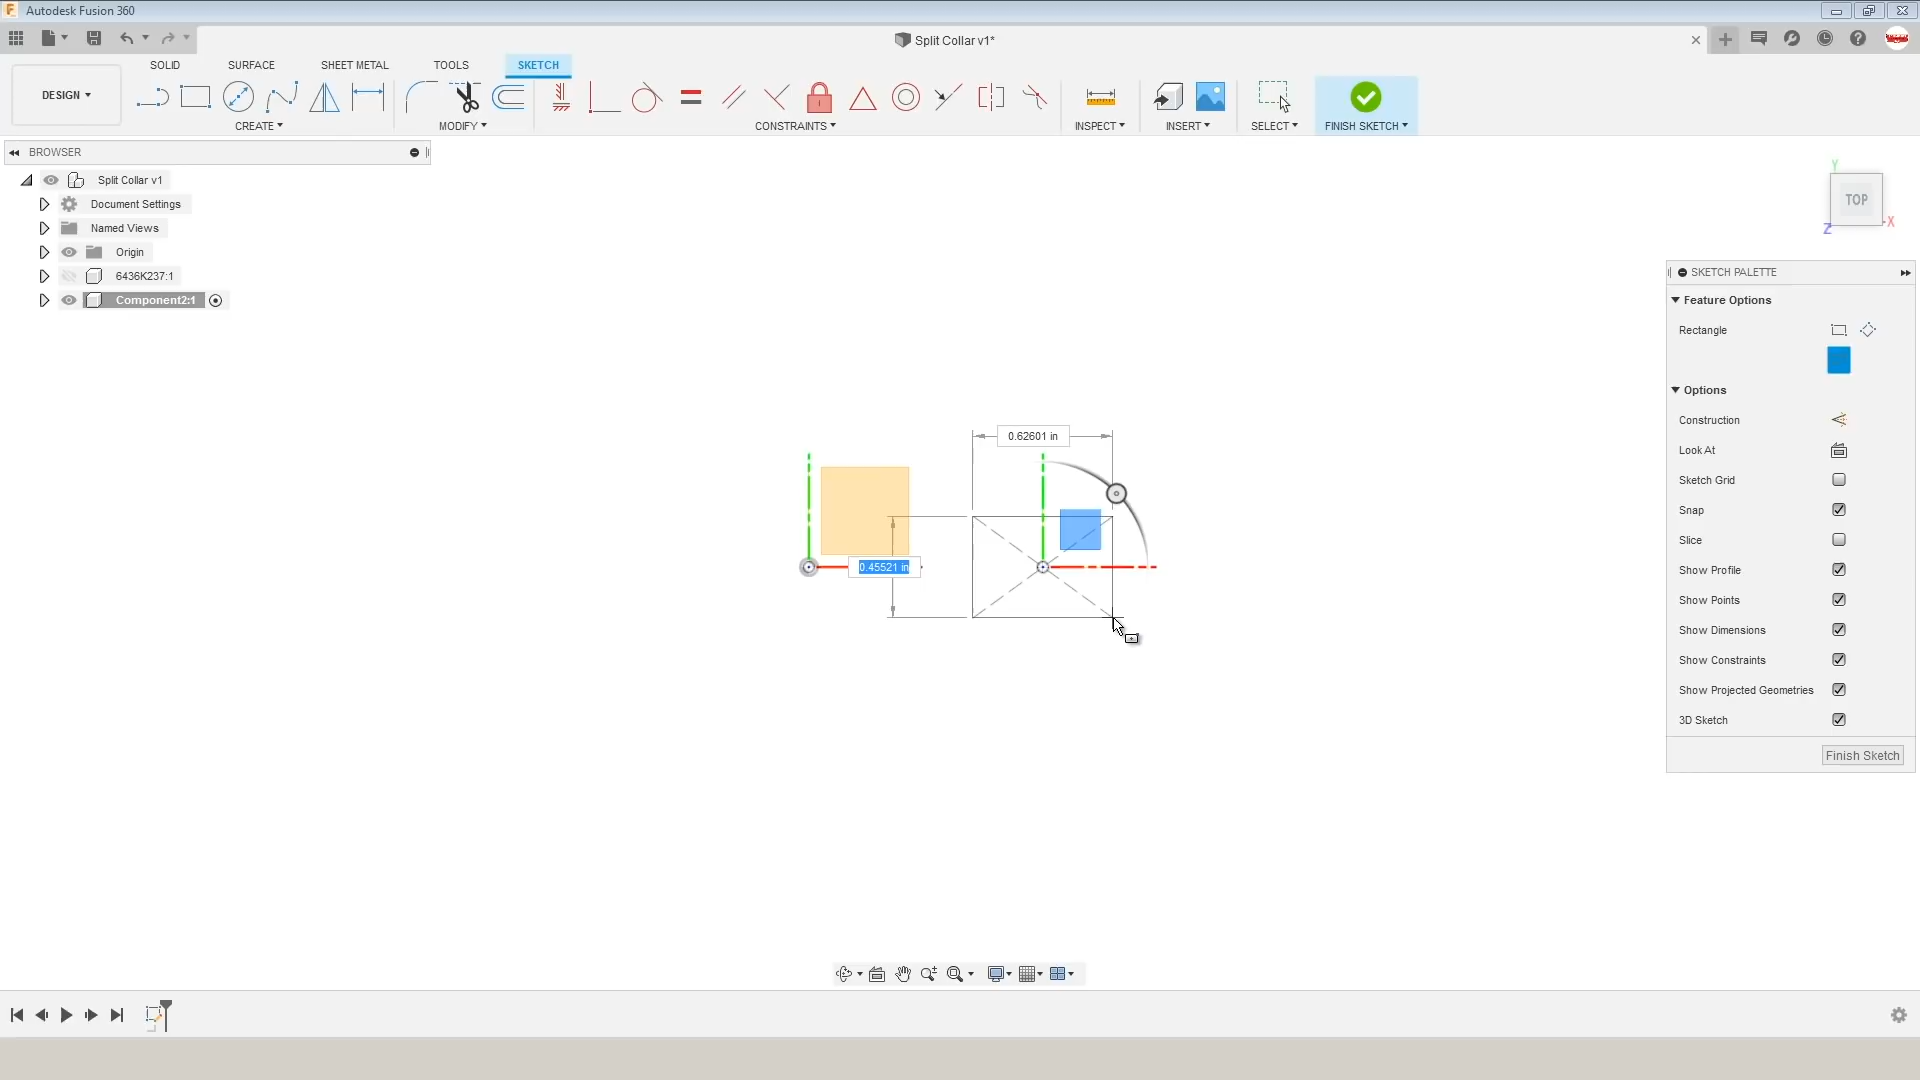 Autodesk Fusion 360
Split Collar v1*
SOLID SURFACE SHEET METAL TOOLS SKETCH
DESIGN
CREATE MODIFY CONSTRAINTS INSPECT INSERT SELECT FINISH SKETCH
BROWSER
Split Collar v1
Document Settings
Named Views
Origin
6436K237:1
Component2:1
Y
TOP
X
Z
SKETCH PALETTE
Feature Options
Rectangle
Options
Construction
Look At
Sketch Grid
Snap
Slice
Show Profile
Show Points
Show Dimensions
Show Constraints
Show Projected Geometries
3D Sketch
Finish Sketch
0.62601 in
0.45521 in